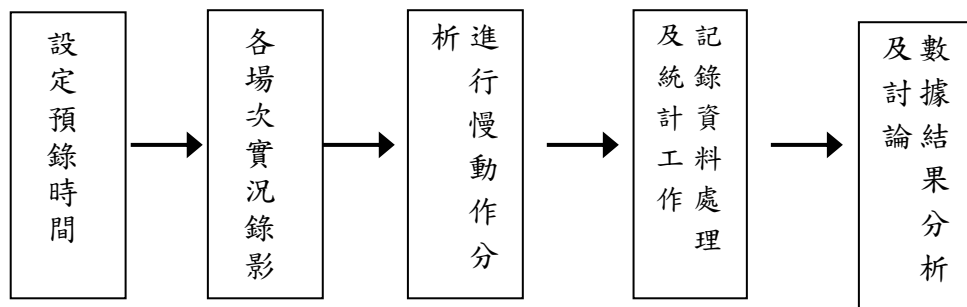 設定預錄時間
各場次實況錄影
進行慢動作分
析
記錄資料處理
及統計工作
數據結果分析
及討論